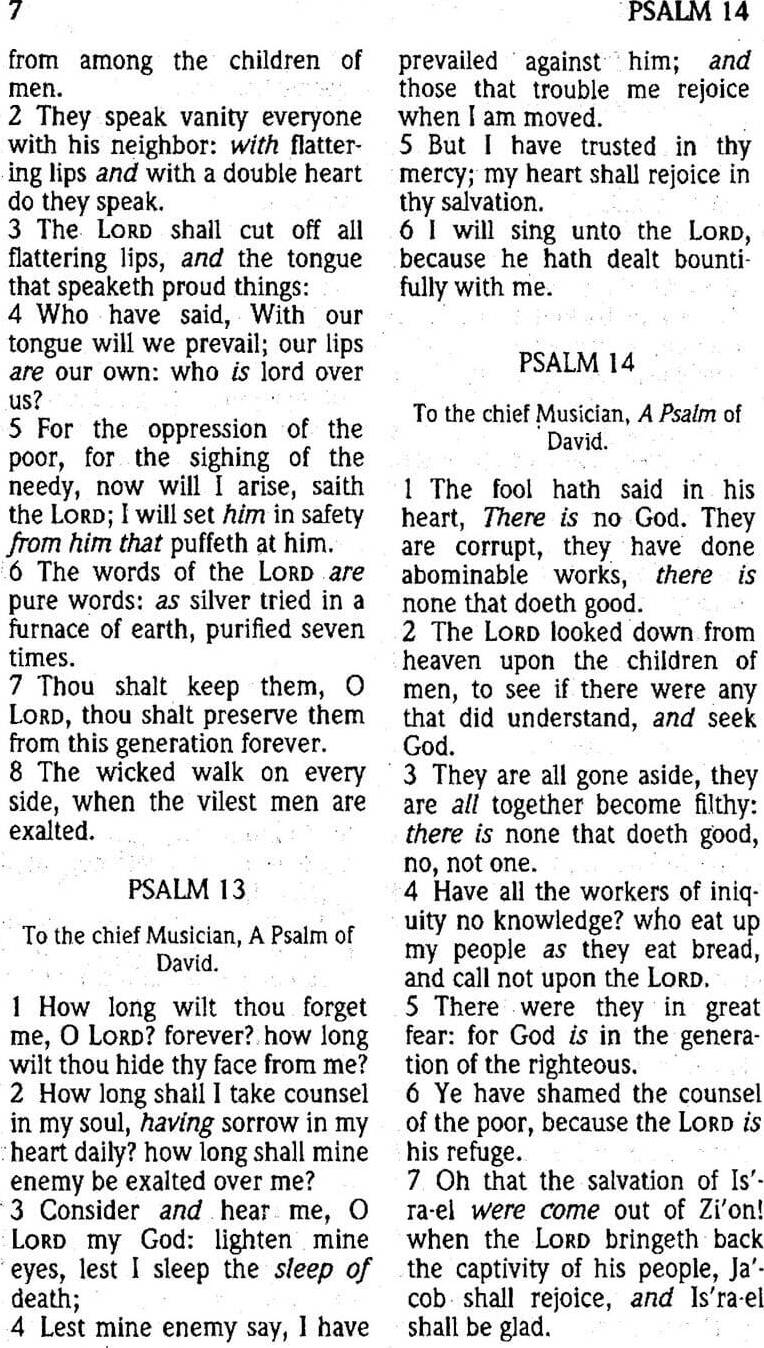 7
PSALM 14
from among the children of
men.
2 They speak vanity everyone
with his neighbor: with flatter-
ing lips and with a double heart
do they speak.
3 The LORD shall cut off all
flattering lips, and the tongue
that speaketh proud things:
4 Who have said, With our
tongue will we prevail; our lips
are our own: who is lord over
us?
5 For the oppression of the
poor, for the sighing of the
needy, now will I arise, saith
the LORD; I will set him in safety
from him that puffeth at him.
6 The words of the LORD are
pure words: as silver tried in a
furnace of earth, purified seven
times.
7 Thou shalt keep them, O
LORD, thou shalt preserve them
from this generation forever.
8 The wicked walk on every
side, when the vilest men are
exalted.
PSALM 13
To the chief Musician, A Psalm of
David.
1 How long wilt thou forget
me, O LORD? forever? how long
wilt thou hide thy face from me?
2 How long shall I take counsel
in my soul, having sorrow in my
heart daily? how long shall mine
enemy be exalted over me?
3 Consider and hear me, O
LORD my God: lighten mine
eyes, lest I sleep the sleep of
death;
4 Lest mine enemy say, I have
prevailed against him; and
those that trouble me rejoice
when I am moved.
5 But I have trusted in thy
mercy; my heart shall rejoice in
thy salvation.
6 I will sing unto the LORD,
because he hath dealt bounti-
fully with me.
PSALM 14
To the chief Musician, A Psalm of
David.
1 The fool hath said in his
heart, There is no God. They
are corrupt, they have done
abominable works, there is
none that doeth good.
2 The LORD looked down from
heaven upon the children of
men, to see if there were any
that did understand, and seek
God.
3 They are all gone aside, they
are all together become filthy:
there is none that doeth good,
no, not one.
4 Have all the workers of iniq-
uity no knowledge? who eat up
my people as they eat bread,
and call not upon the LORD.
5 There were they in great
fear: for God is in the genera-
tion of the righteous.
6 Ye have shamed the counsel
of the poor, because the LORD is
his refuge.
7 Oh that the salvation of Is'-
ra-el were come out of Zi'on!
when the LORD bringeth back
the captivity of his people, Ja'-
cob shall rejoice, and Is'ra-el
shall be glad.